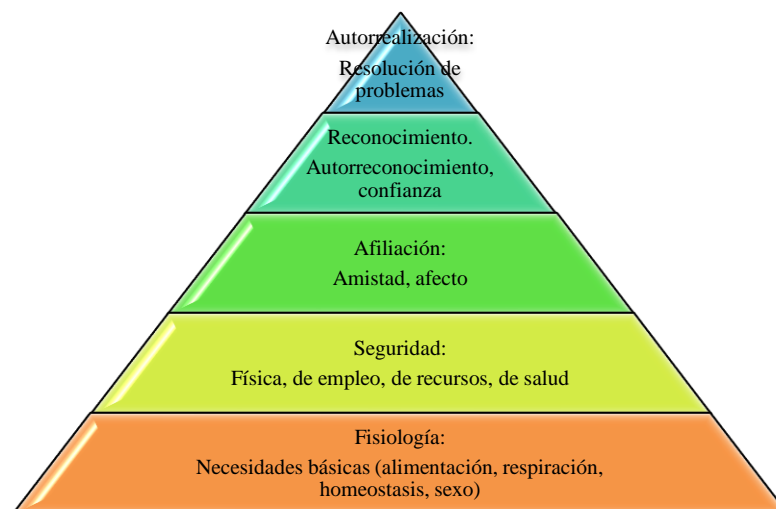 Autorrealización:
Resolución de
problemas
Reconocimiento.
Autorreconocimiento,
confianza
Afiliación:
Amistad, afecto
Seguridad:
Física, de empleo, de recursos, de salud
Fisiología:
Necesidades básicas (alimentación, respiración,
homeostasis, sexo)